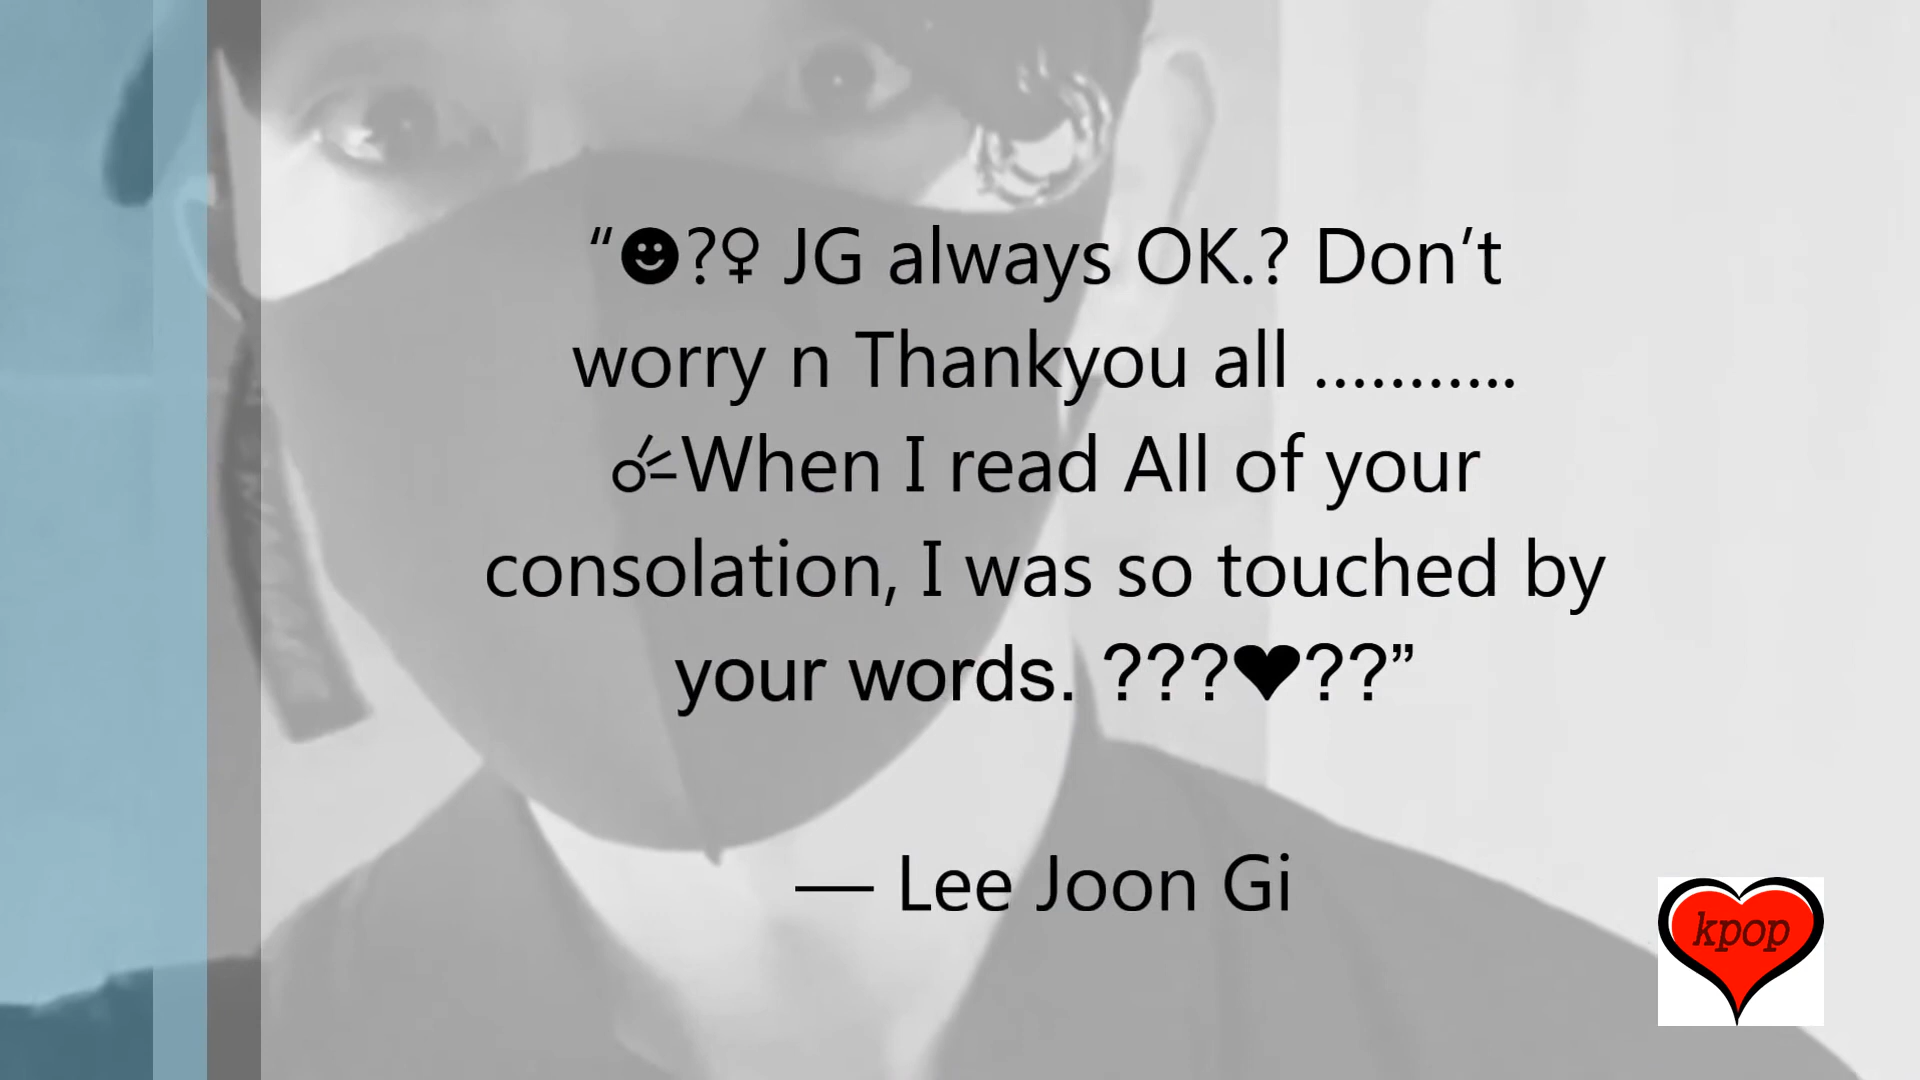 “☻?♀ JG always OK.? Don’t
worry n Thankyou all ………..
When I read All of your
consolation, I was so touched by
your words. ???♥??”
— Lee Joon Gi
kpop